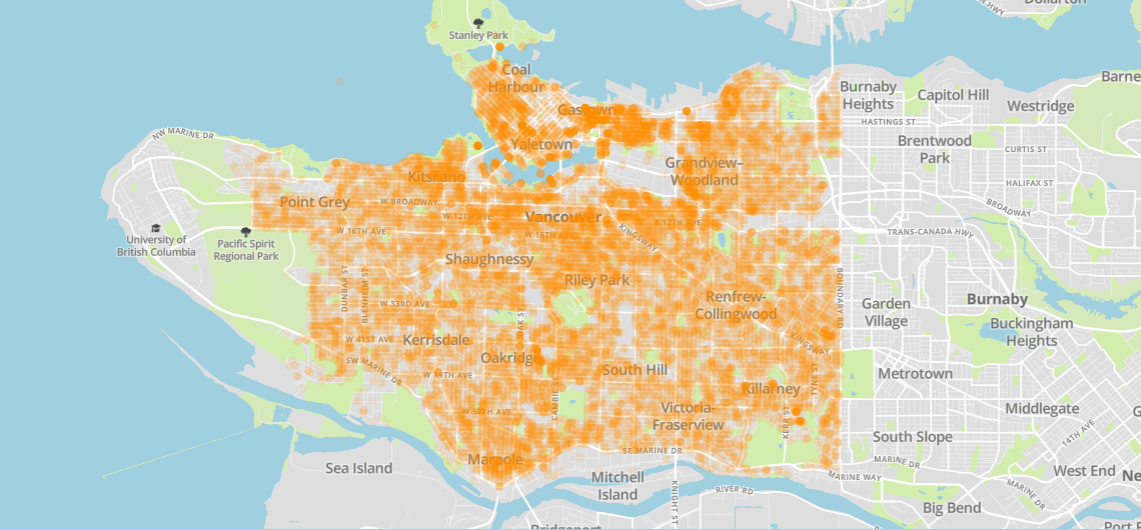 Dollarton
HWY
Stanley Park
Coal
Harbour
Barne
Burnaby
Heights
Capitol Hill
Westridge
Gastown
HASTINGS ST
NW MARINE DR
Yaletown
Brentwood
Park
CURTIS ST
Grandview-
Woodland
Kitsilano
HALIFAX ST
Point Grey
W BROADWAY
BROADWAY
W 12TH AVE
Vancouver
E 12TH AVE
W 16TH AVE
W 16TH
KINGSWAY
TRANS-CANADA HWY
University of
British Columbia
Pacific Spirit
Regional Park
Shaughnessy
DUNBAR ST
BLENHEIM ST
Riley Park
BOUNDARY RD
Renfrew-
Collingwood
Garden
Village
Burnaby
W 33RD AVE
OAK ST
Buckingham
Heights
W 41ST AVE
Kerrisdale
KINGSWAY
Oakridge
SW MARINE DR
South Hill
Metrotown
TYNE ST
CAMBIE ST
Killarney
W 57TH AVE
Victoria-
Fraserview
KERR ST
Middlegate
14TH AVE
South Slope
SE MARINE DR
Marpole
MARINE DR
Sea Island
Mitchell
Island
MARINE WAY
West End
Ne
KNIGHT ST
RIVER RD
MARINE DR
Big Bend
Bridgeport
Port